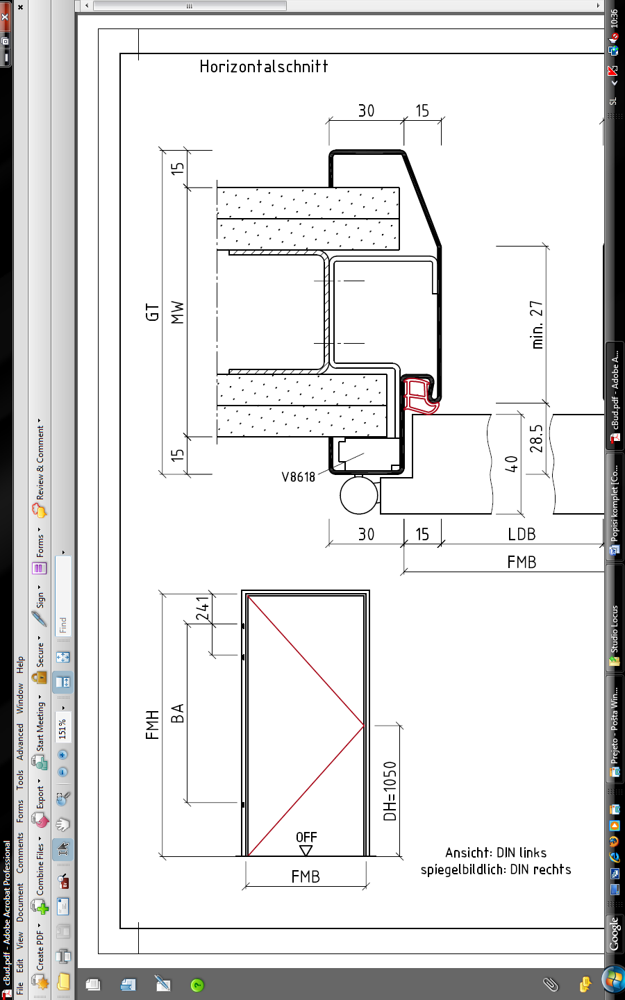 cBud.pdf - Adobe Acrobat Professional
File Edit View Document Comments Forms Tools Advanced Window Help
Create PDF
Combine Files
Export
Start Meeting
Secure
Sign
Forms
Review & Comment
151%
Find
Horizontalschnitt
30
15
15
GT
MW
min. 27
15
V8618
40
28.5
30
15
LDB
FMB
241
FMH
BA
DH=1050
OFF
FMB
Ansicht: DIN links
spiegelbildlich: DIN rechts
Google
Prejeto - Pošta Win...
Studio Locus
Popisi komplet [Co...
cBud.pdf - Adobe A...
SL
10:36